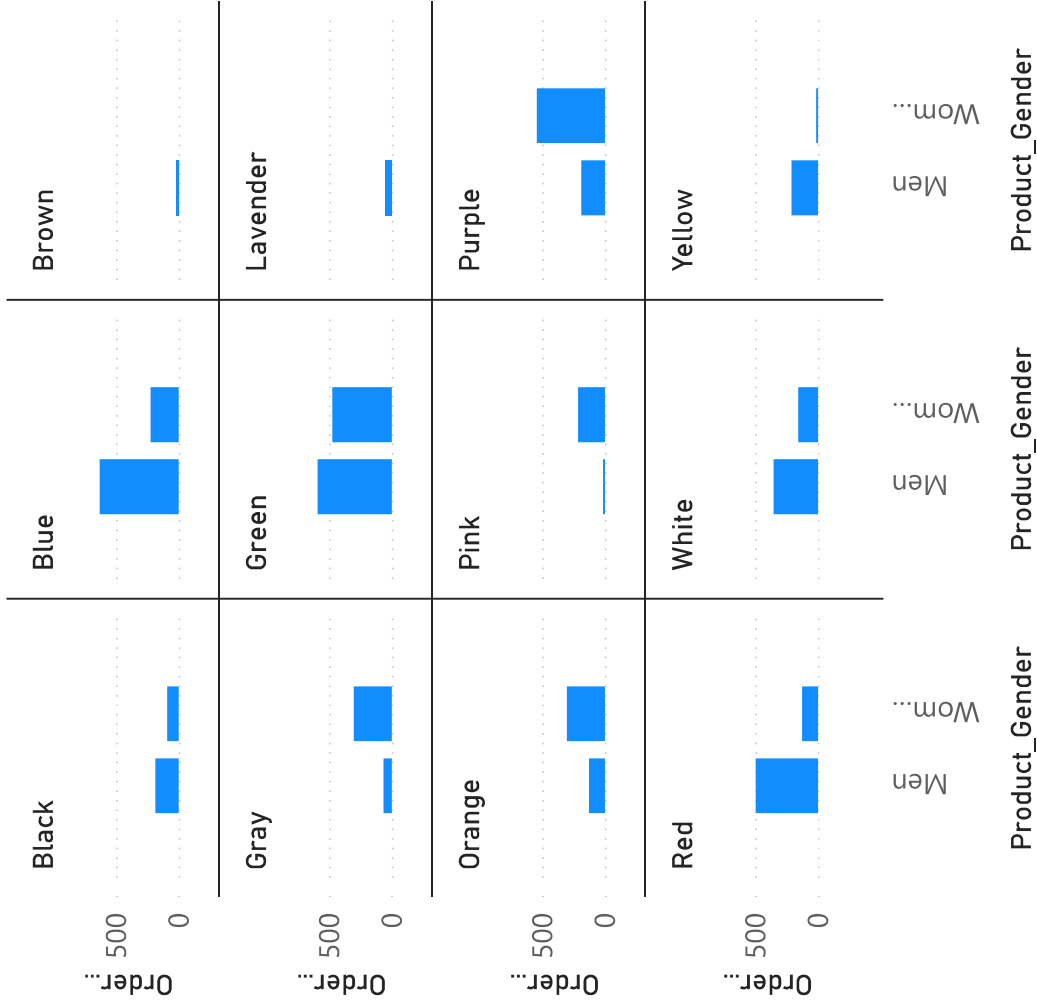 Black Blue Brown
Order...
500
0
Gray Green Lavender
Order...
500
0
Orange Pink Purple
Order...
500
0
Red White Yellow
Order...
500
0
Men Wom... Men Wom... Men Wom...
Product_Gender Product_Gender Product_Gender